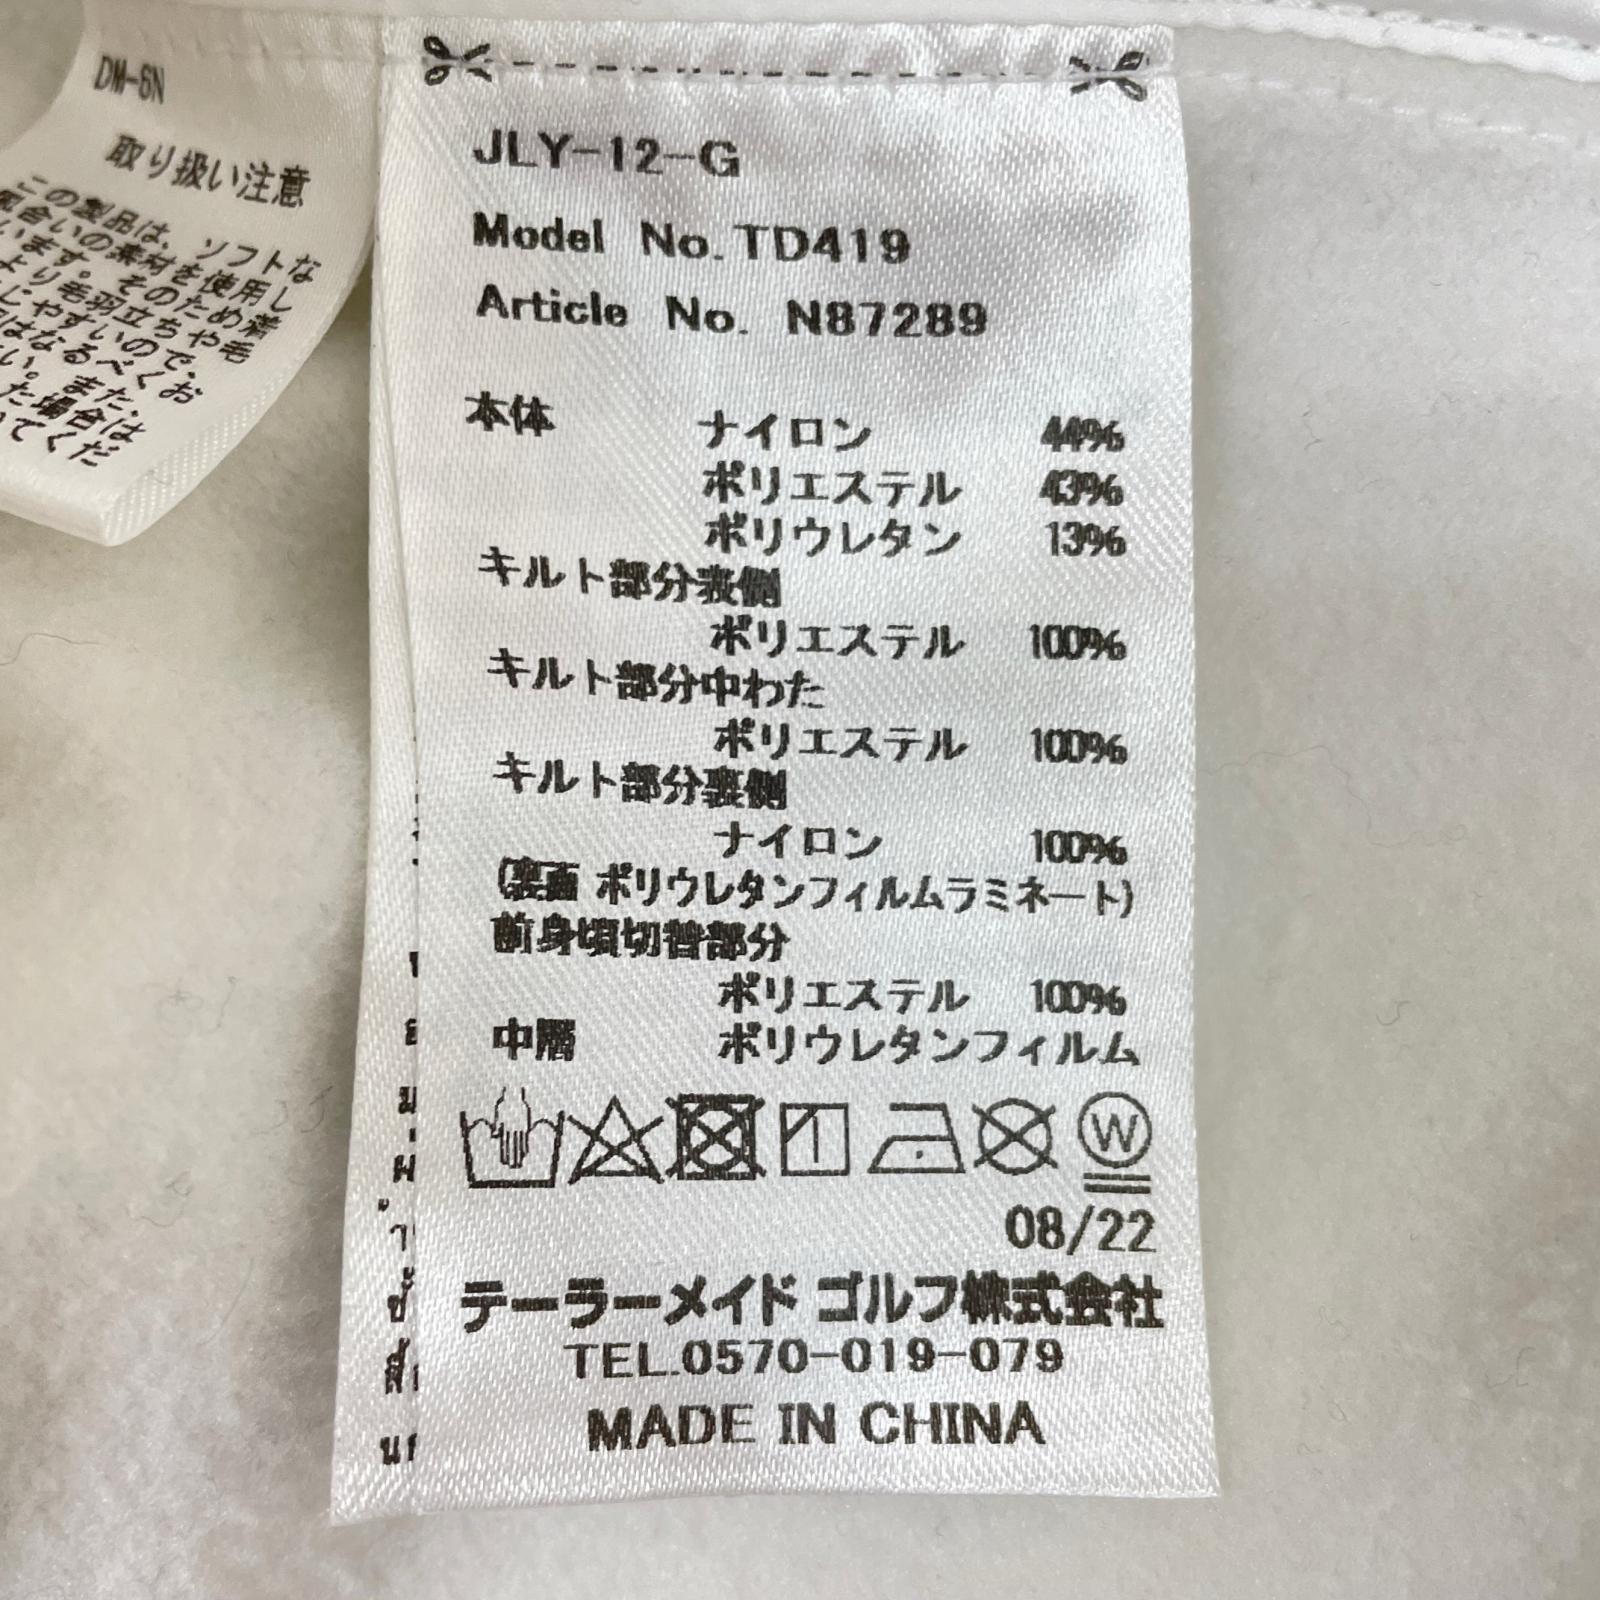 DM-6N
取り扱い注意
この製品は、ソフトな
風合いの素材を使用し
います。そのため着
より毛羽立ちや毛
じやすいので、
はなるべくお
い。また、
た場合は
てくだ
JLY-12-G
Model No. TD419
Article No. N87289
本体 ナイロン 44%
ポリエステル 43%
ポリウレタン 13%
キルト部分表側
ポリエステル 100%
キルト部分中わた
ポリエステル 100%
キルト部分裏側
ナイロン 100%
(裏面 ポリウレタンフィルムラミネート)
前身頃切替部分
ポリエステル 100%
中層 ポリウレタンフィルム
W
08/22
テーラーメイド ゴルフ株式会社
TEL.0570-019-079
MADE IN CHINA